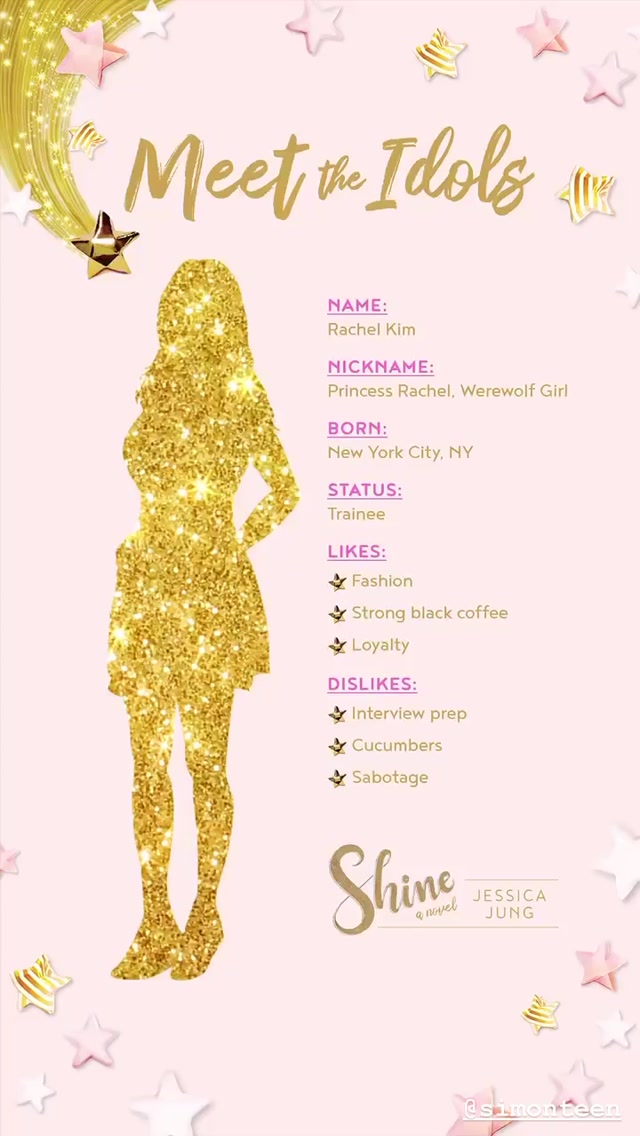 Meet the Idols
NAME:
Rachel Kim
NICKNAME:
Princess Rachel, Werewolf Girl
BORN:
New York City, NY
STATUS:
Trainee
LIKES:
Fashion
Strong black coffee
Loyalty
DISLIKES:
Interview prep
Cucumbers
Sabotage
Shine
a novel
JESSICA
JUNG
@simonteen